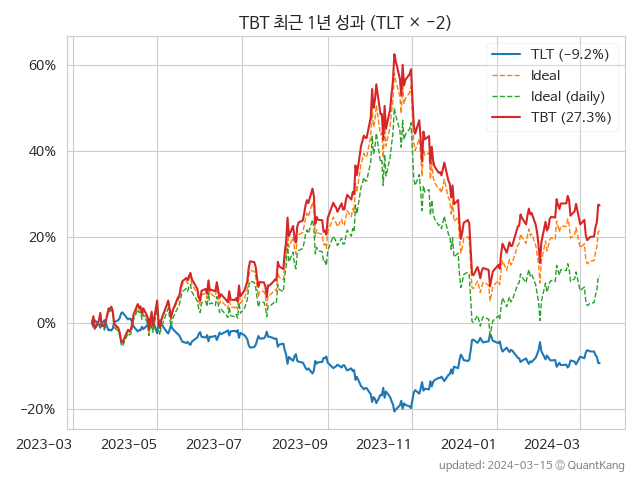 TBT 최근 1년 성과 (TLT × −2)
TLT (−9.2%)
Ideal
Ideal (daily)
TBT (27.3%)
60%
40%
20%
0%
−20%
2023−03
2023−05
2023−07
2023−09
2023−11
2024−01
2024−03
updated: 2024−03−15 © QuantKang